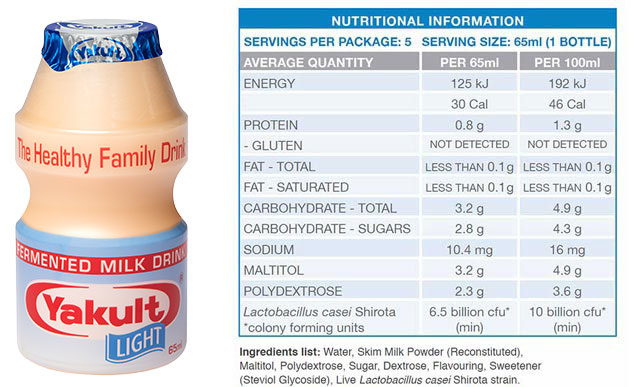 Yakult
The Healthy Family Drink
FERMENTED MILK DRINK
Yakult®
LIGHT
65ml
NUTRITIONAL INFORMATION
SERVINGS PER PACKAGE: 5 SERVING SIZE: 65ml (1 BOTTLE)
AVERAGE QUANTITY PER 65ml PER 100ml
ENERGY 125 kJ 192 kJ
30 Cal 46 Cal
PROTEIN 0.8 g 1.3 g
- GLUTEN NOT DETECTED NOT DETECTED
FAT - TOTAL LESS THAN 0.1 g LESS THAN 0.1 g
FAT - SATURATED LESS THAN 0.1 g LESS THAN 0.1 g
CARBOHYDRATE - TOTAL 3.2 g 4.9 g
CARBOHYDRATE - SUGARS 2.8 g 4.3 g
SODIUM 10.4 mg 16 mg
MALTITOL 3.2 g 4.9 g
POLYDEXTROSE 2.3 g 3.6 g
Lactobacillus casei Shirota 6.5 billion cfu* 10 billion cfu*
*colony forming units (min) (min)
Ingredients list: Water, Skim Milk Powder (Reconstituted),
Maltitol, Polydextrose, Sugar, Dextrose, Flavouring, Sweetener
(Steviol Glycoside), Live Lactobacillus casei Shirota strain.